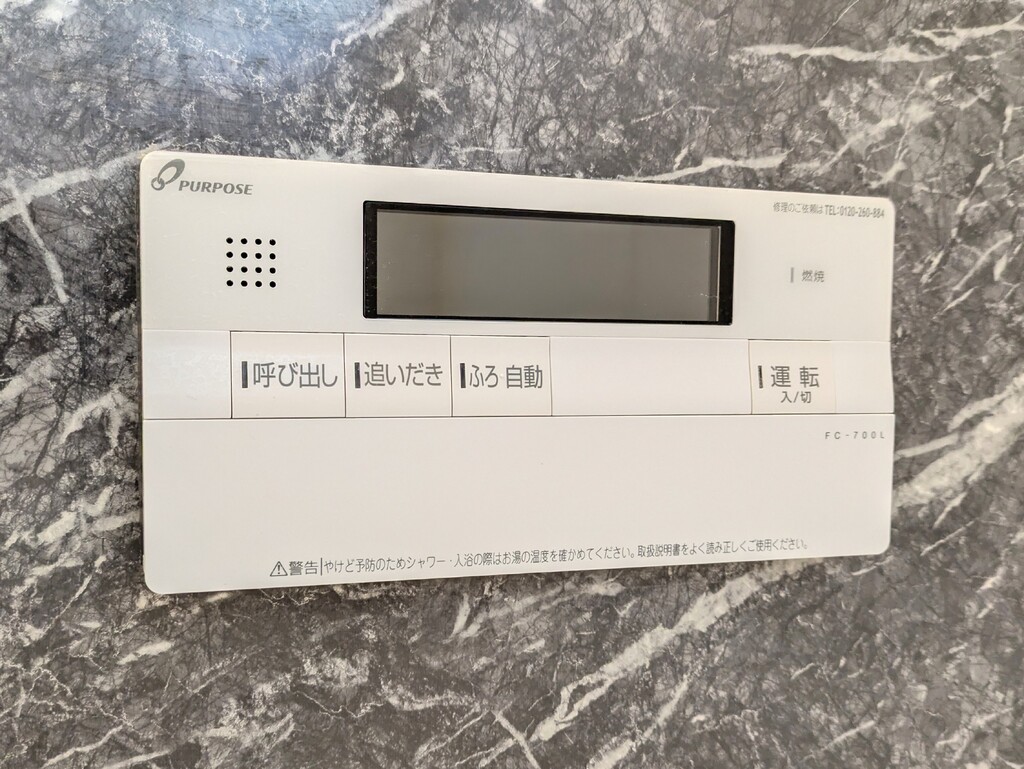 PURPOSE
修理のご依頼は TEL:0120-260-884
燃焼
呼び出し
追いだき
ふろ自動
運転
入/切
FC-700L
警告 やけど予防のためシャワー・入浴の際はお湯の温度を確かめてください。取扱説明書をよく読み正しくご使用ください。